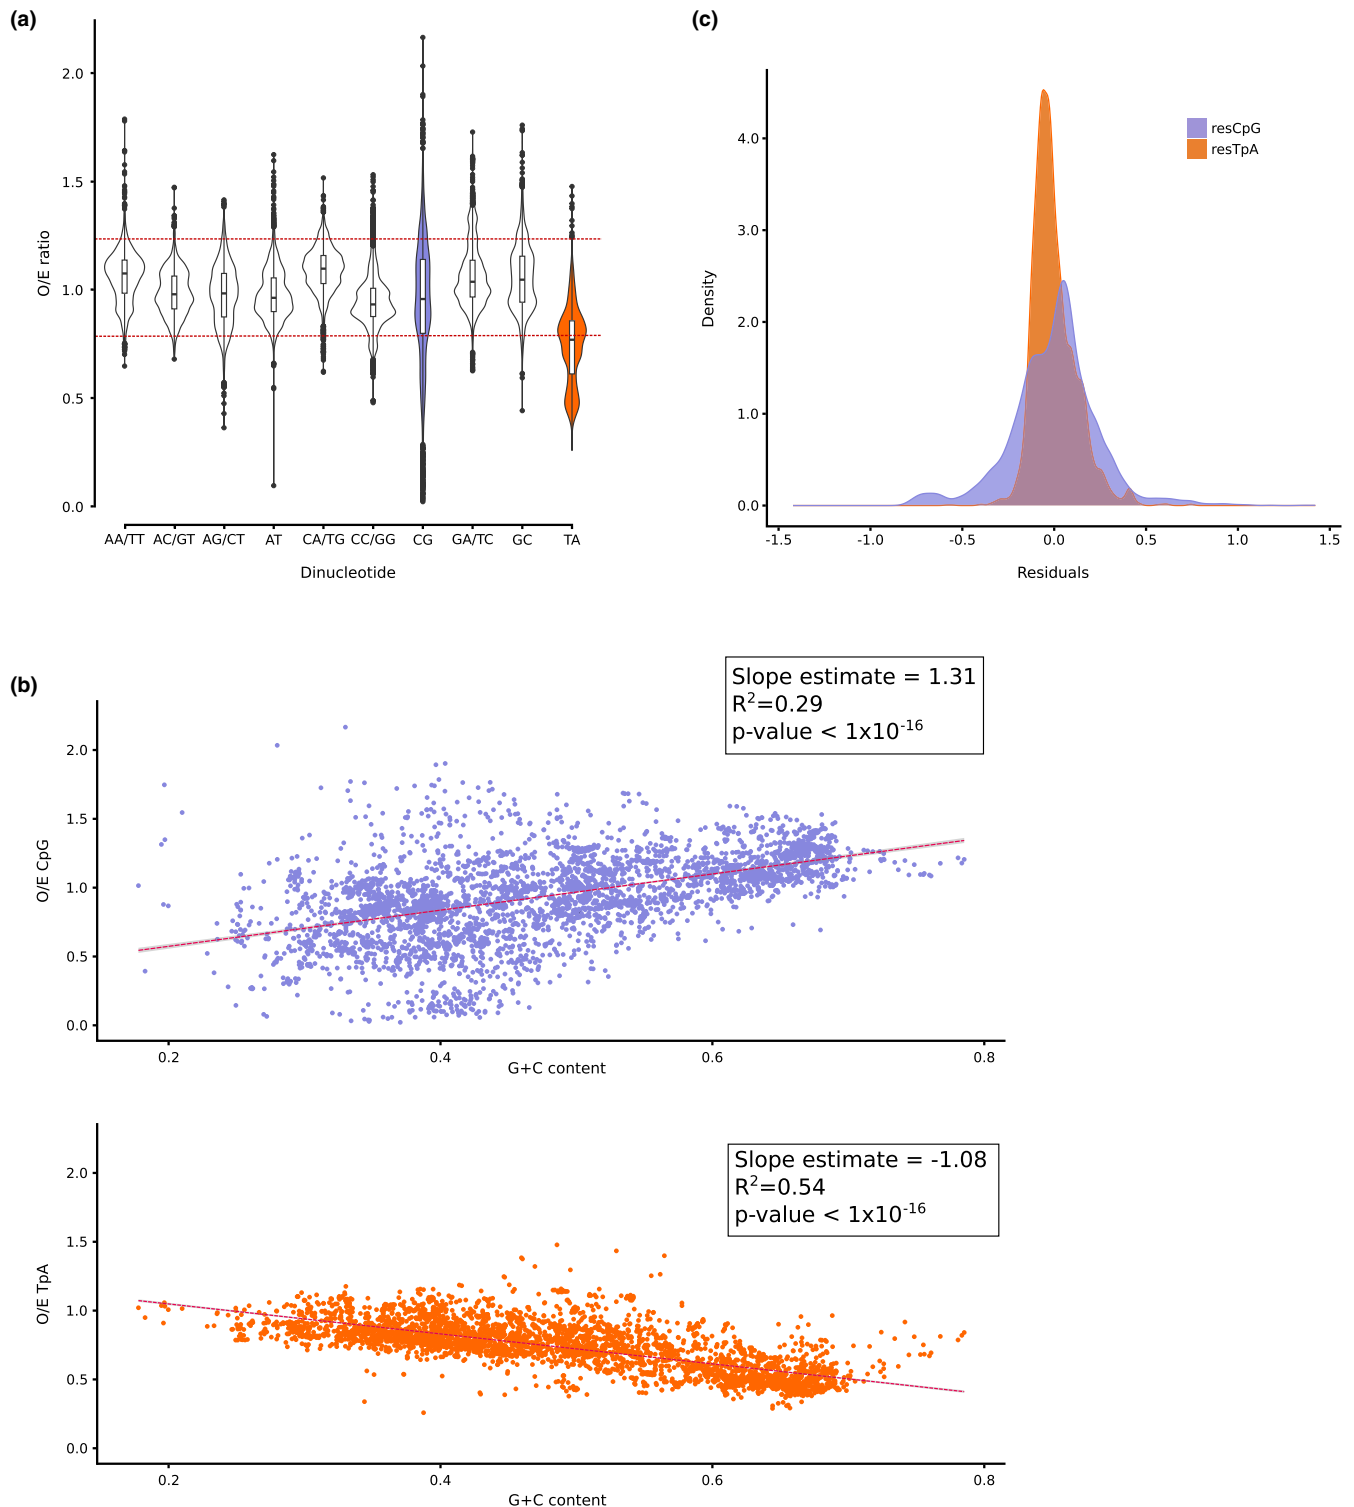 (a)
2.0
1.5
1.0
0.5
0.0
O/E ratio
AA/TT AC/GT AG/CT AT CA/TG CC/GG CG GA/TC GC TA
Dinucleotide
(c)
4.0
3.0
2.0
1.0
0.0
Density
resCpG
resTpA
-1.5 -1.0 -0.5 0.0 0.5 1.0 1.5
Residuals
(b)
Slope estimate = 1.31
R²=0.29
p-value < 1x10⁻¹⁶
2.0
1.5
1.0
0.5
0.0
O/E CpG
0.2 0.4 0.6 0.8
G+C content
Slope estimate = -1.08
R²=0.54
p-value < 1x10⁻¹⁶
2.0
1.5
1.0
0.5
0.0
O/E TpA
0.2 0.4 0.6 0.8
G+C content